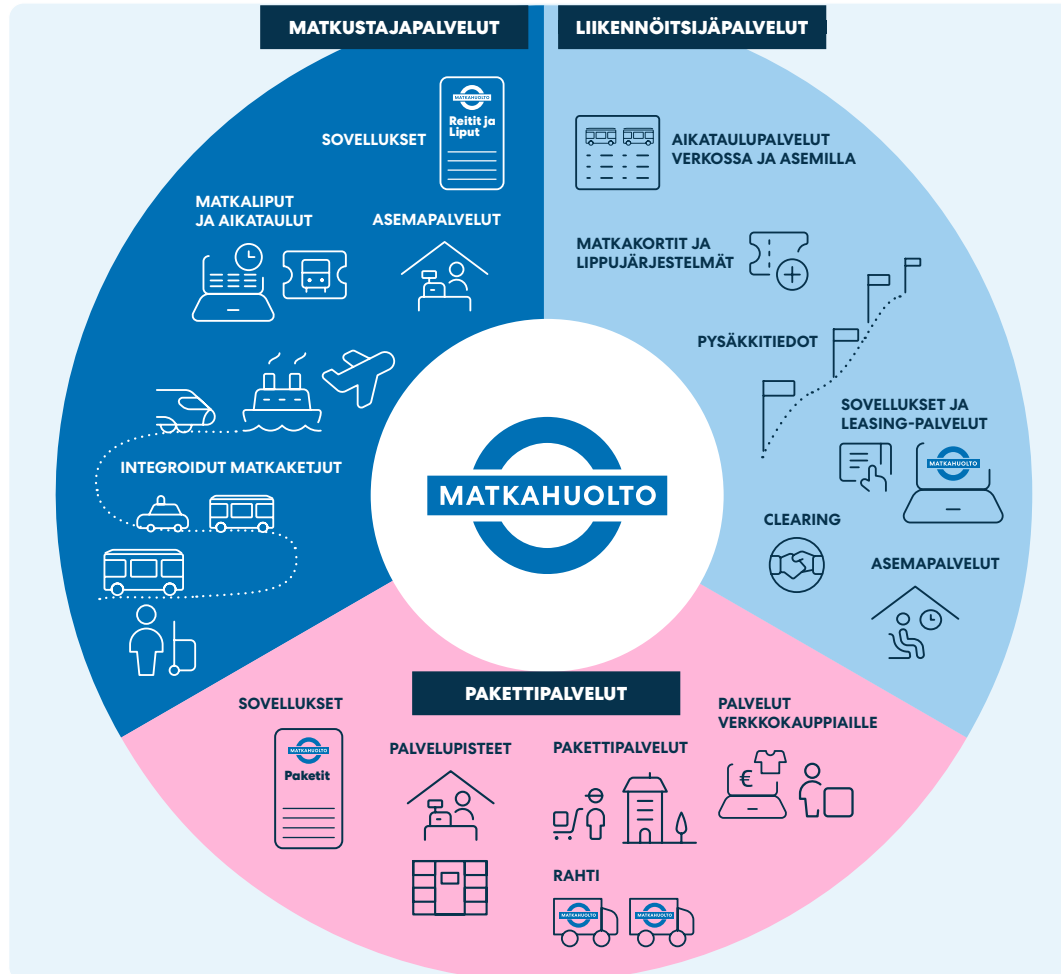 MATKUSTAJAPALVELUT
LIIKENNÖITSIJÄPALVELUT
SOVELLUKSET
MATKAHUOLTO
Reitit ja
Liput
MATKALIPUT
JA AIKATAULUT
ASEMAPALVELUT
INTEGROIDUT MATKAKETJUT
AIKATAULUPALVELUT
VERKOSSA JA ASEMILLA
MATKAKORTIT JA
LIPPUJÄRJESTELMÄT
PYSÄKKITIEDOT
SOVELLUKSET JA
LEASING-PALVELUT
MATKAHUOLTO
CLEARING
ASEMAPALVELUT
MATKAHUOLTO
PAKETTIPALVELUT
SOVELLUKSET
MATKAHUOLTO
Paketit
PALVELUPISTEET
PAKETTIPALVELUT
RAHTI
MATKAHUOLTO
MATKAHUOLTO
PALVELUT
VERKKOKAUPPIAILLE
€